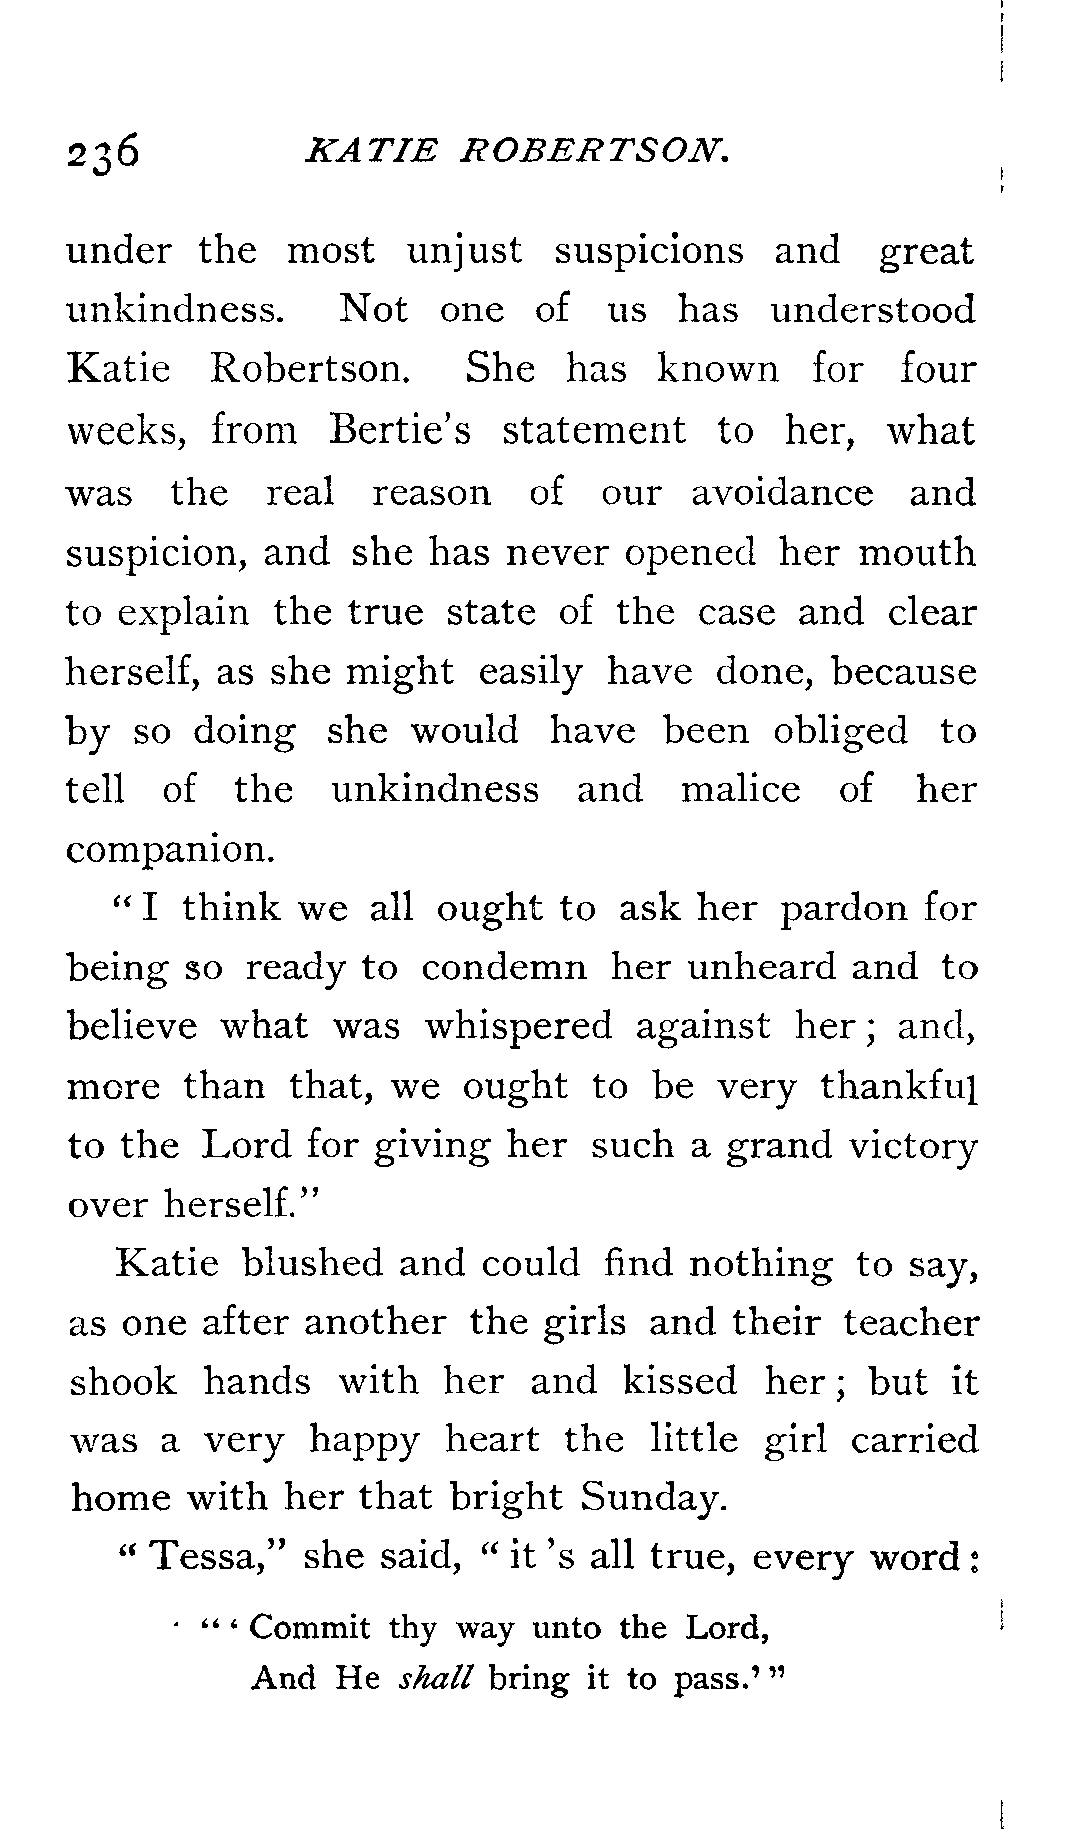 236 KATIE ROBERTSON.
under the most unjust suspicions and great
unkindness. Not one of us has understood
Katie Robertson. She has known for four
weeks, from Bertie's statement to her, what
was the real reason of our avoidance and
suspicion, and she has never opened her mouth
to explain the true state of the case and clear
herself, as she might easily have done, because
by so doing she would have been obliged to
tell of the unkindness and malice of her
companion.
“ I think we all ought to ask her pardon for
being so ready to condemn her unheard and to
believe what was whispered against her ; and,
more than that, we ought to be very thankful
to the Lord for giving her such a grand victory
over herself.”
Katie blushed and could find nothing to say,
as one after another the girls and their teacher
shook hands with her and kissed her ; but it
was a very happy heart the little girl carried
home with her that bright Sunday.
“ Tessa,” she said, “ it 's all true, every word :
“ ‘ Commit thy way unto the Lord,
And He shall bring it to pass.’ ”